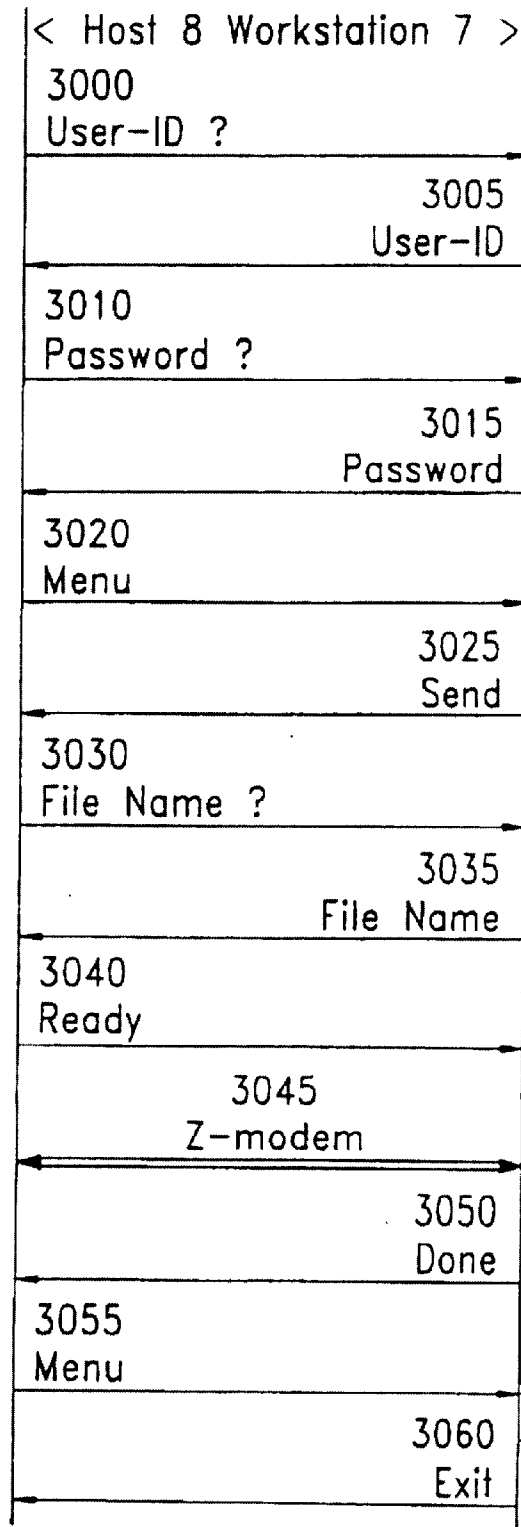 < Host 8 Workstation 7 >
3000
User-ID ?
3005
User-ID
3010
Password ?
3015
Password
3020
Menu
3025
Send
3030
File Name ?
3035
File Name
3040
Ready
3045
Z-modem
3050
Done
3055
Menu
3060
Exit